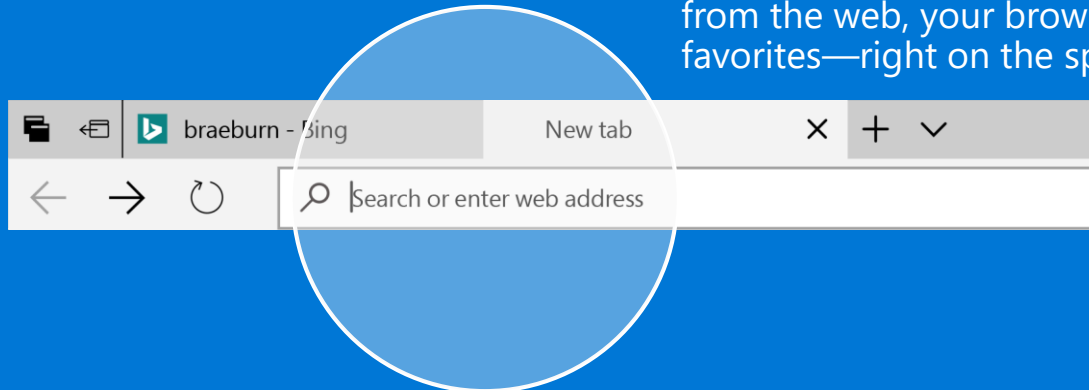 from the web, your brow
favorites—right on the sp
braeburn - Bing
New tab
Search or enter web address